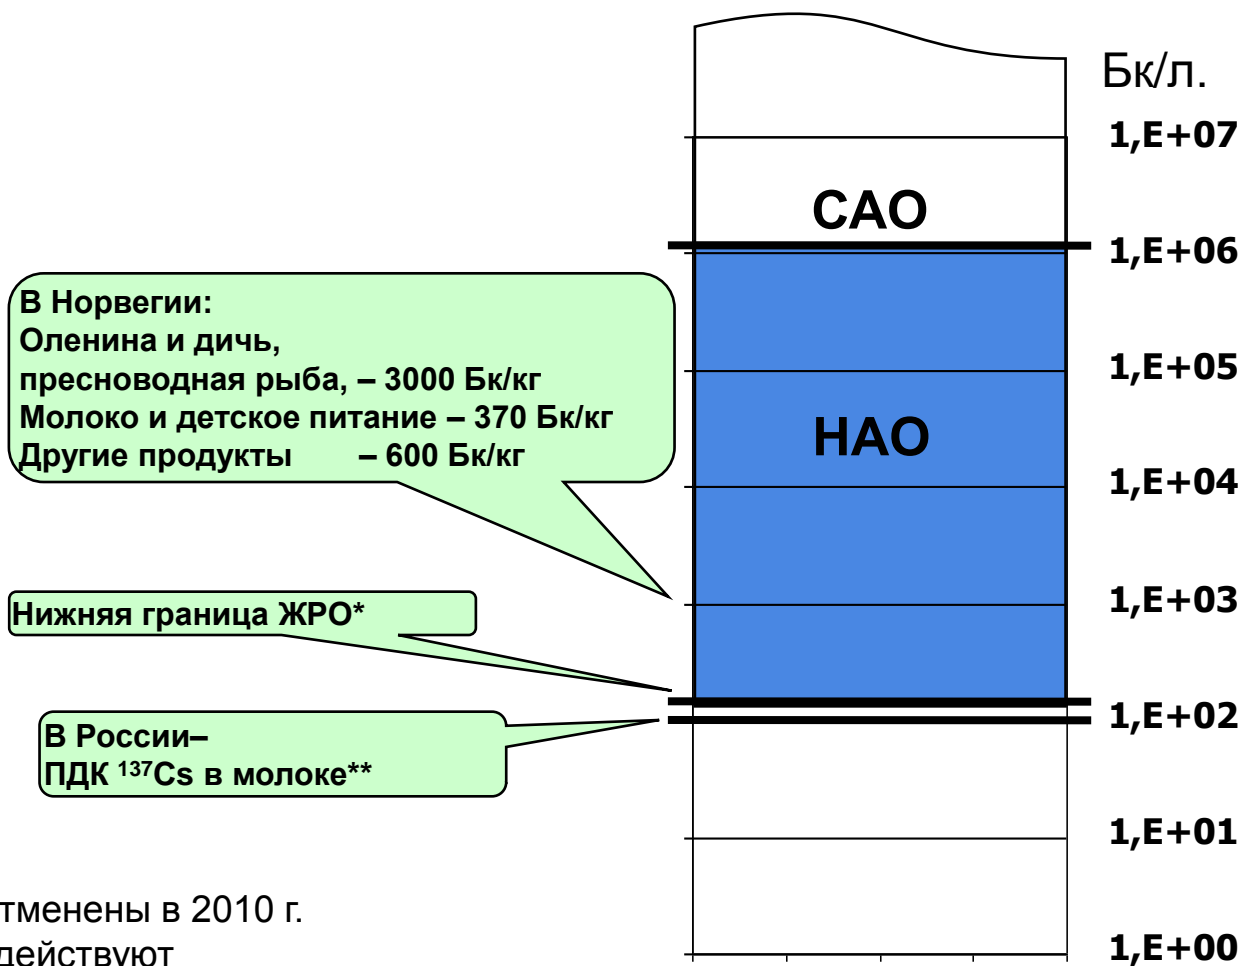 Бк/л.
1,E+07
САО
1,E+06
В Норвегии:
Оленина и дичь,
пресноводная рыба, – 3000 Бк/кг
Молоко и детское питание – 370 Бк/кг
Другие продукты – 600 Бк/кг
1,E+05
НАО
1,E+04
1,E+03
Нижняя граница ЖРО*
1,E+02
В России–
ПДК ¹³⁷Cs в молоке**
1,E+01
тменены в 2010 г.
действуют
1,E+00